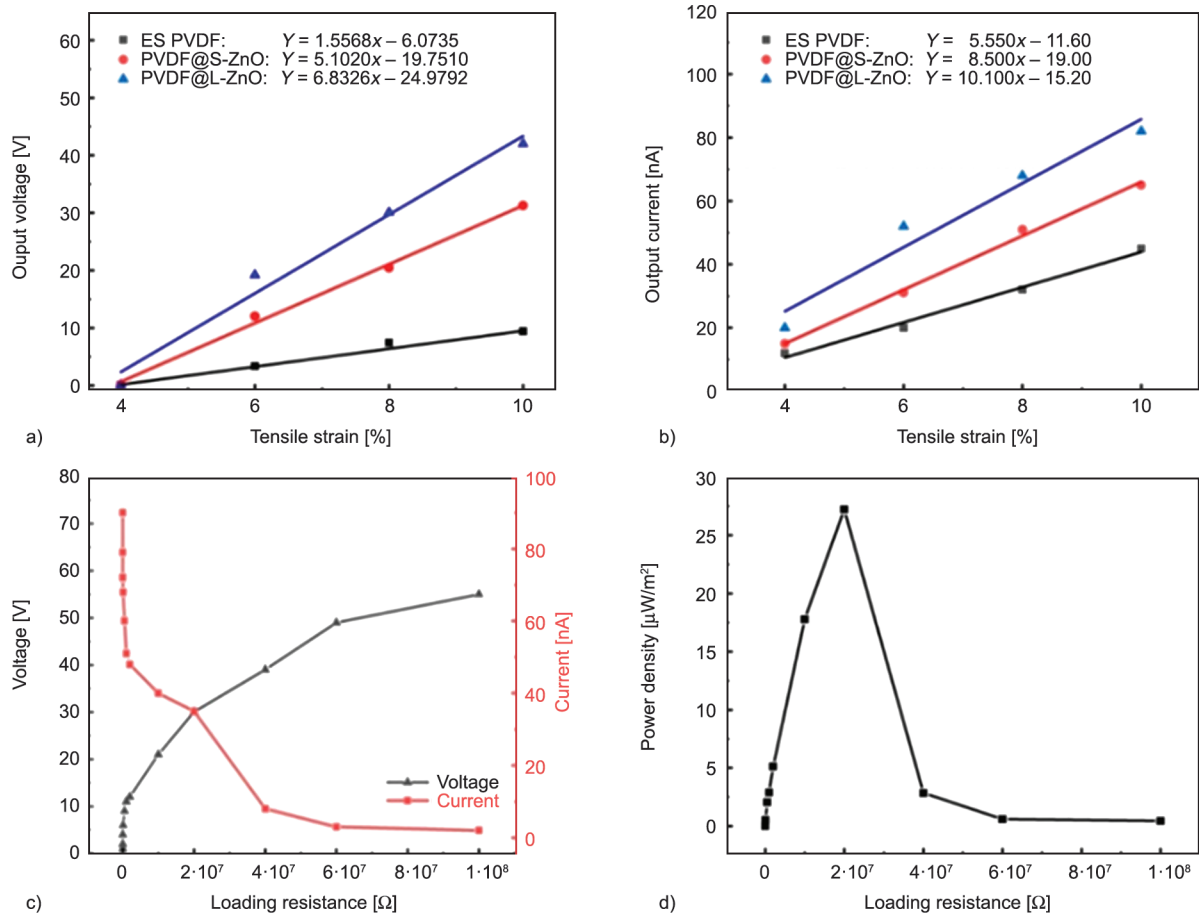 60
50
40
30
20
10
0
Ouput voltage [V]
ES PVDF: Y = 1.5568x – 6.0735
PVDF@S-ZnO: Y = 5.1020x – 19.7510
PVDF@L-ZnO: Y = 6.8326x – 24.9792
4 6 8 10
a) Tensile strain [%]
100
80
60
40
20
0
Output current [nA]
ES PVDF: Y = 5.550x – 11.60
PVDF@S-ZnO: Y = 8.500x – 19.00
PVDF@L-ZnO: Y = 10.100x – 15.20
4 6 8 10
b) Tensile strain [%]
80
70
60
50
40
30
20
10
0
Voltage [V]
100
80
60
40
20
0
Current [nA]
Voltage
Current
0 2·10⁷ 4·10⁷ 6·10⁷ 8·10⁷ 1·10⁸
c) Loading resistance [Ω]
30
25
20
15
10
5
0
Power density [µW/m²]
0 2·10⁷ 4·10⁷ 6·10⁷ 8·10⁷ 1·10⁸
d) Loading resistance [Ω]